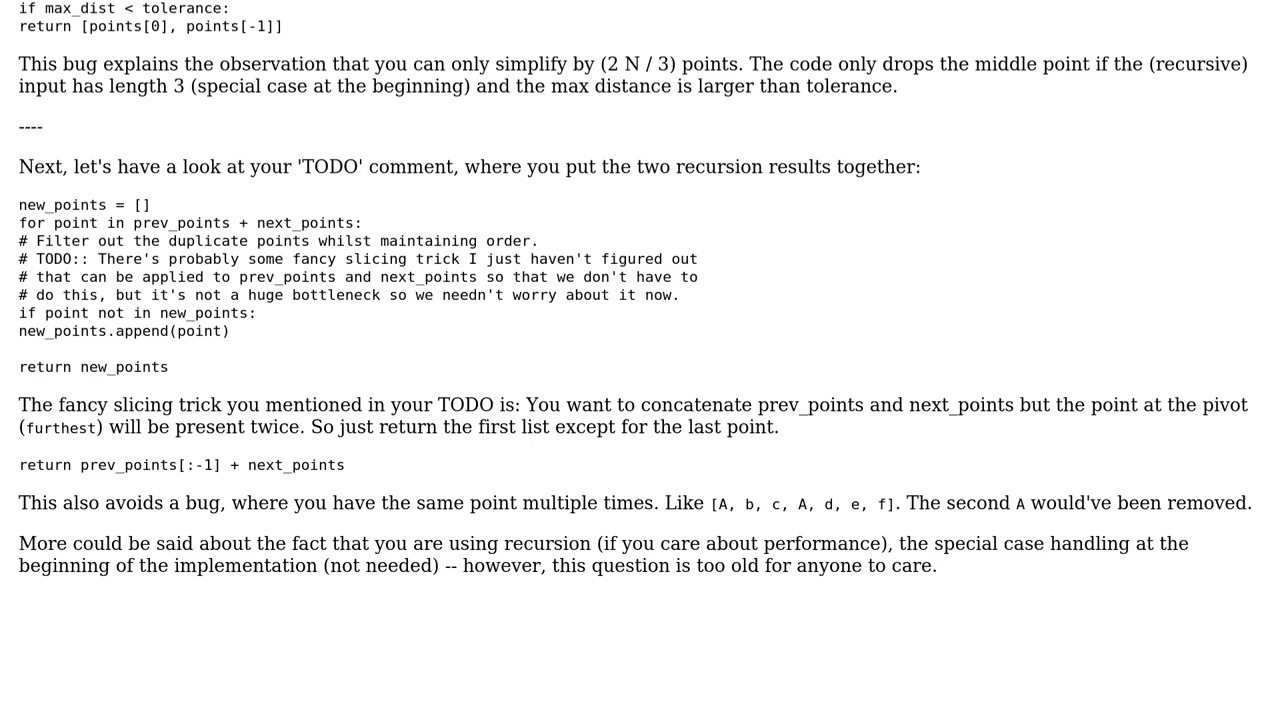 if max_dist < tolerance:
return [points[0], points[-1]]
This bug explains the observation that you can only simplify by (2 N / 3) points. The code only drops the middle point if the (recursive)
input has length 3 (special case at the beginning) and the max distance is larger than tolerance.
----
Next, let's have a look at your 'TODO' comment, where you put the two recursion results together:
new_points = []
for point in prev_points + next_points:
# Filter out the duplicate points whilst maintaining order.
# TODO:: There's probably some fancy slicing trick I just haven't figured out
# that can be applied to prev_points and next_points so that we don't have to
# do this, but it's not a huge bottleneck so we needn't worry about it now.
if point not in new_points:
new_points.append(point)
return new_points
The fancy slicing trick you mentioned in your TODO is: You want to concatenate prev_points and next_points but the point at the pivot
(furthest) will be present twice. So just return the first list except for the last point.
return prev_points[:-1] + next_points
This also avoids a bug, where you have the same point multiple times. Like [A, b, c, A, d, e, f]. The second A would've been removed.
More could be said about the fact that you are using recursion (if you care about performance), the special case handling at the
beginning of the implementation (not needed) -- however, this question is too old for anyone to care.